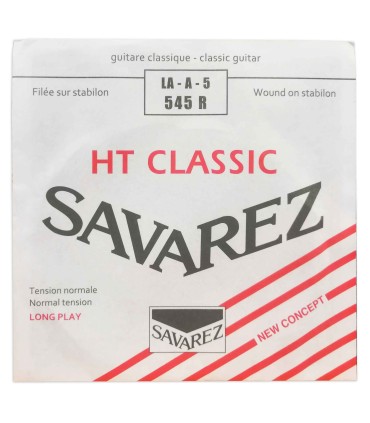 guitare classique - classic guitar
LA - A - 5
545 R
Filée sur stabilon
Wound on stabilon
HT CLASSIC
SAVAREZ
Tension normale
Normal tension
LONG PLAY
SAVAREZ
NEW CONCEPT